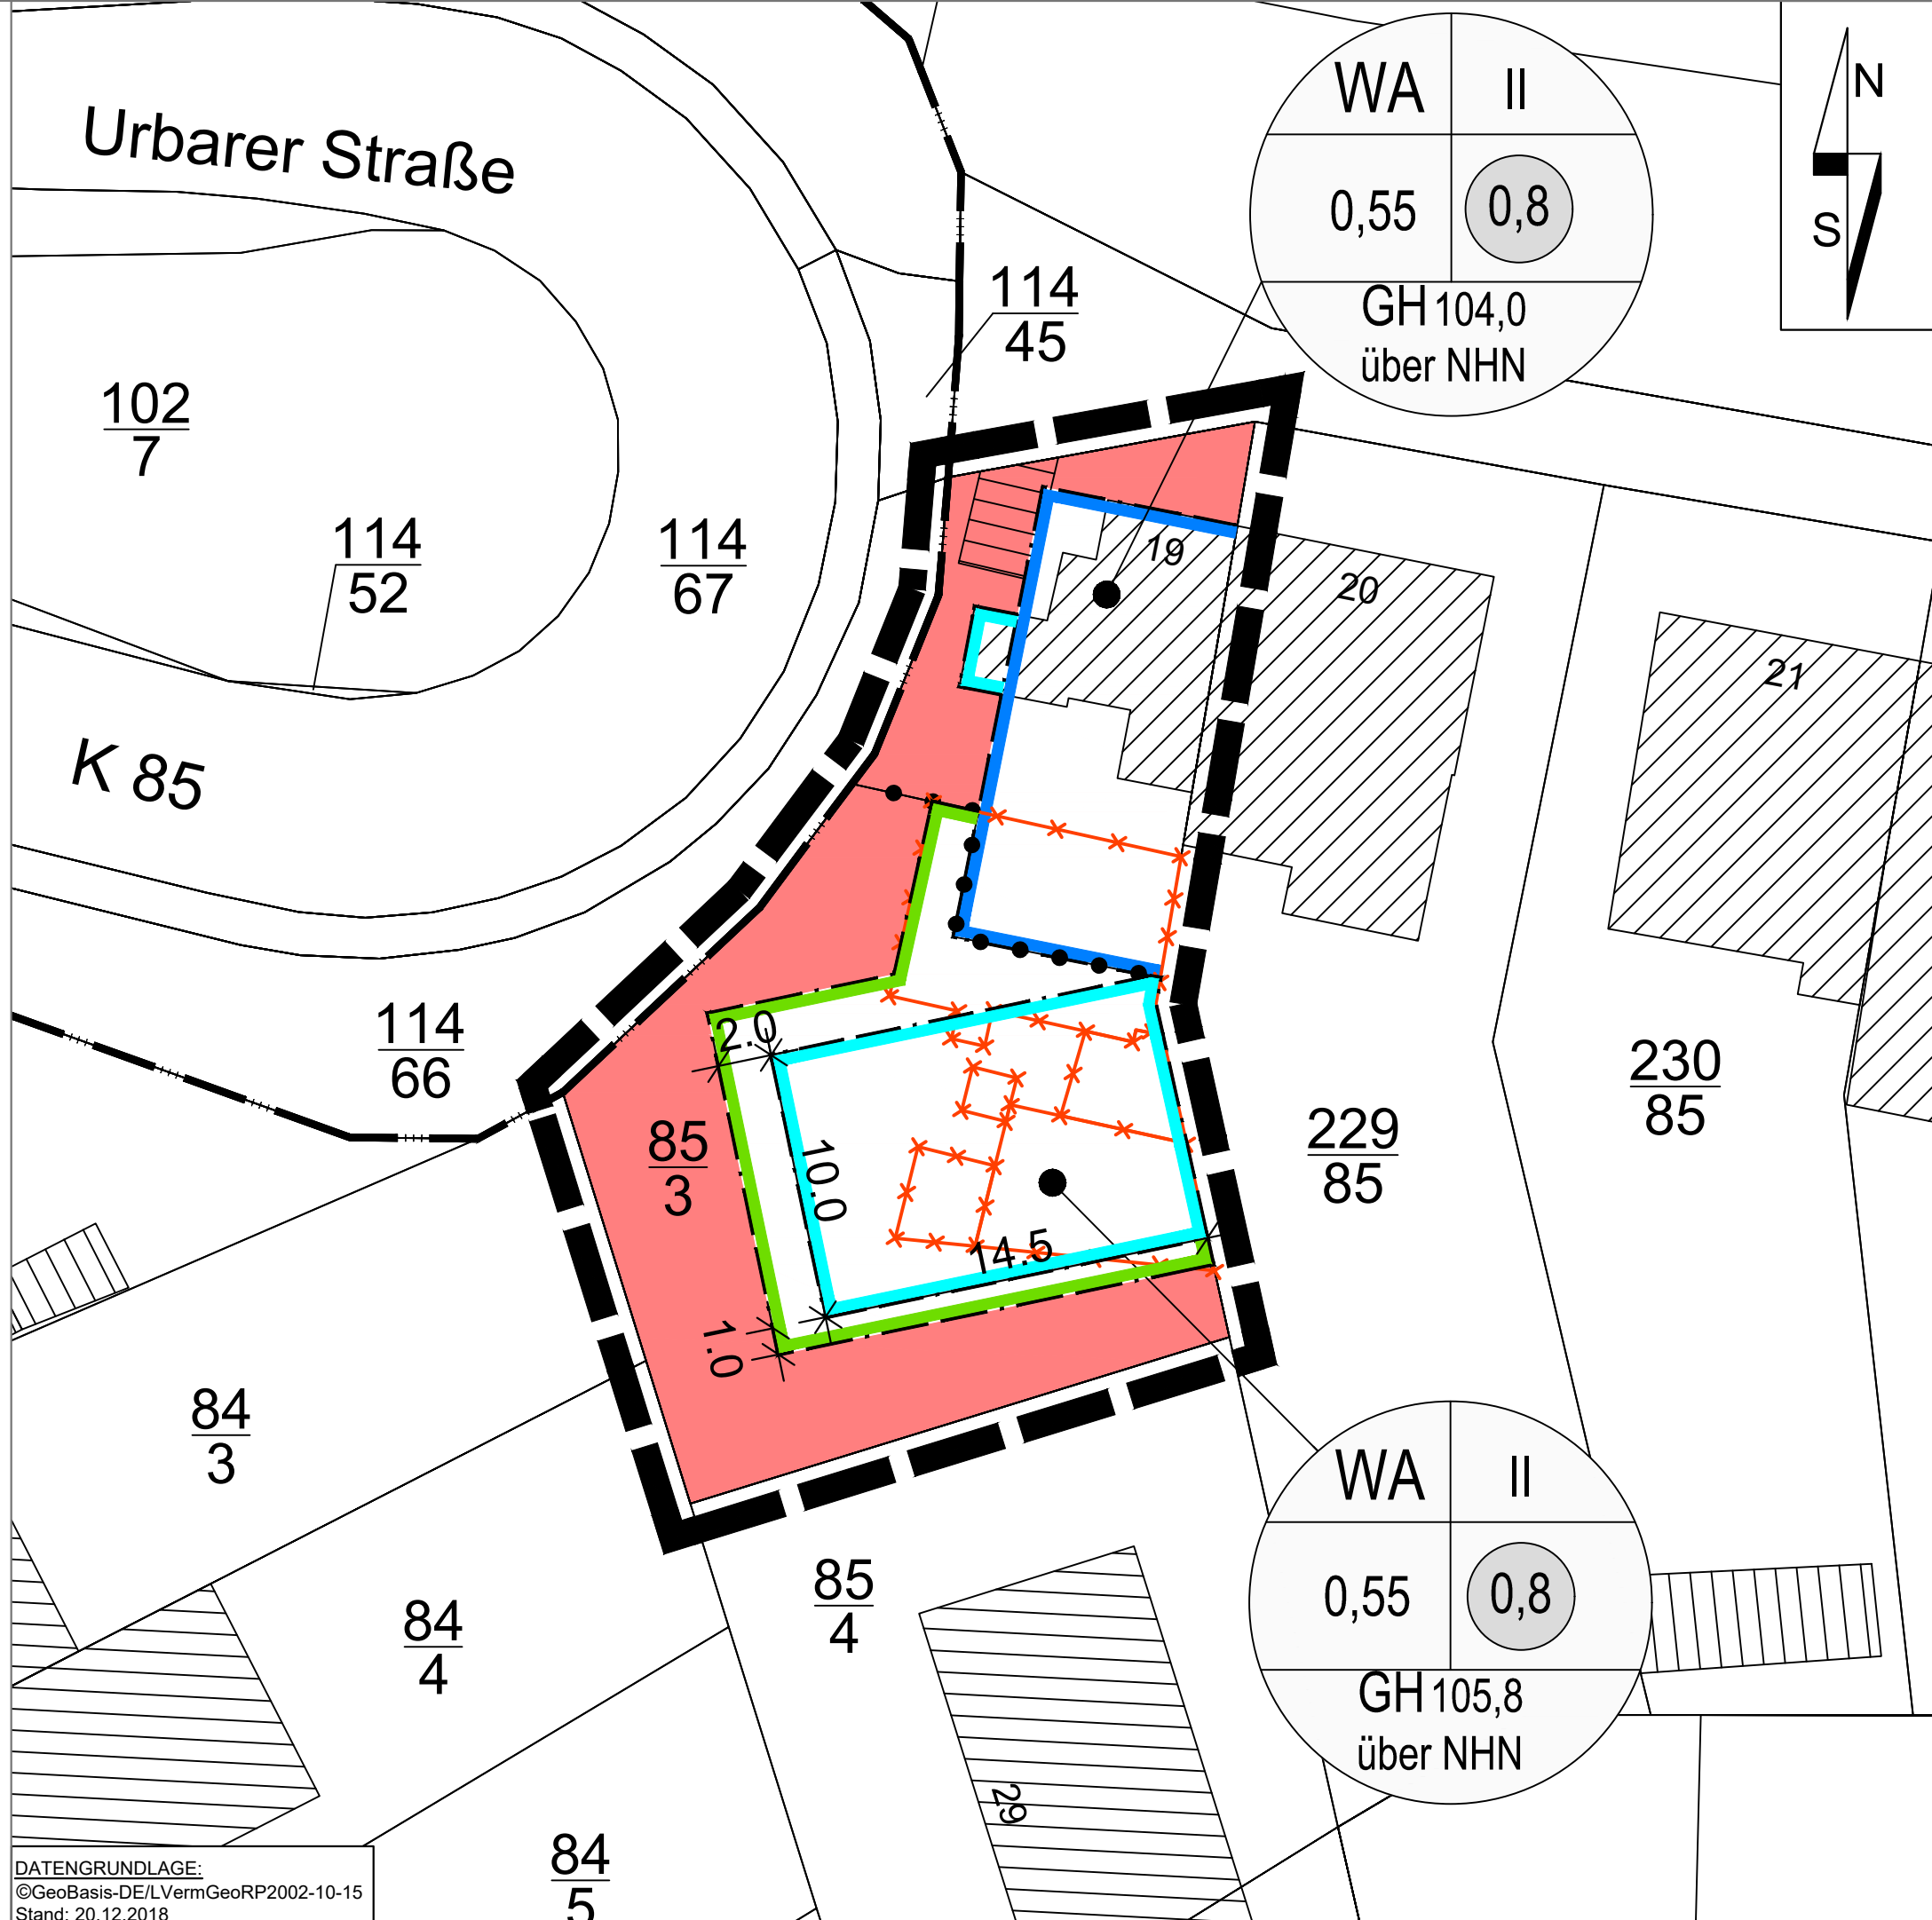 Urbarer Straße
WA II
0,55 0,8
GH 104,0
über NHN
N
S
114
45
102
7
114
52
114
67
19
20
21
K 85
114
66
2.0
230
85
229
85
85
3
10.0
14.5
1.0
84
3
WA II
0,55 0,8
GH 105,8
über NHN
85
4
84
4
29
84
5
DATENGRUNDLAGE:
©GeoBasis-DE/LVermGeoRP2002-10-15
Stand: 20.12.2018